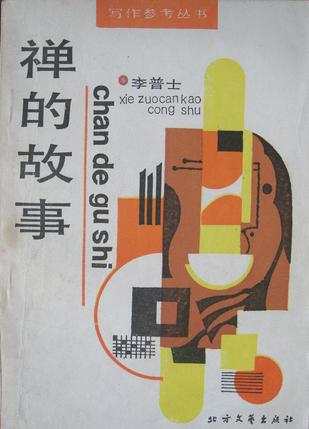 写作参考丛书
禅的故事
chan de gu shi
李普士
xie zuocankao
cong shu
北方文艺出版社